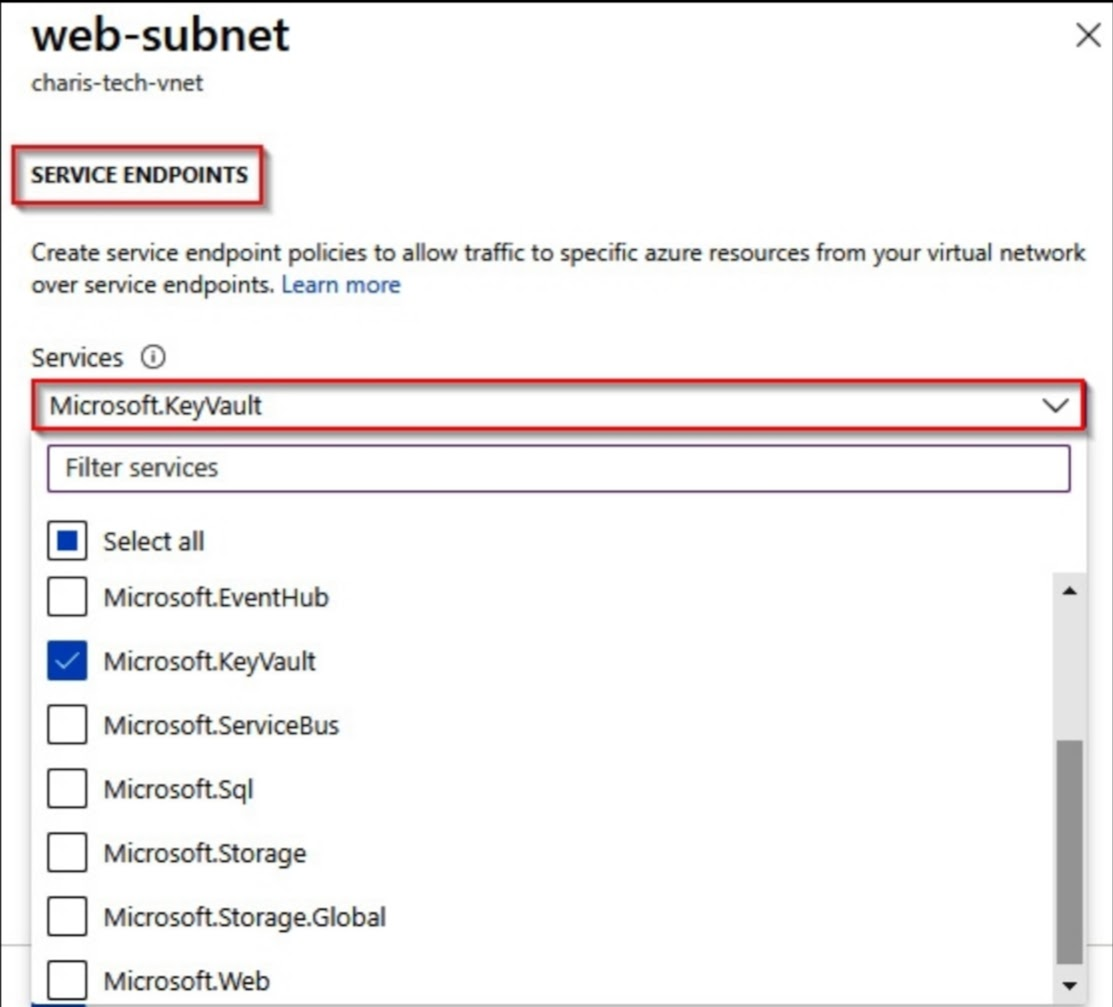 web-subnet
charis-tech-vnet
SERVICE ENDPOINTS
Create service endpoint policies to allow traffic to specific azure resources from your virtual network
over service endpoints. Learn more
Services
Microsoft.KeyVault
Filter services
Select all
Microsoft.EventHub
Microsoft.KeyVault
Microsoft.ServiceBus
Microsoft.Sql
Microsoft.Storage
Microsoft.Storage.Global
Microsoft.Web